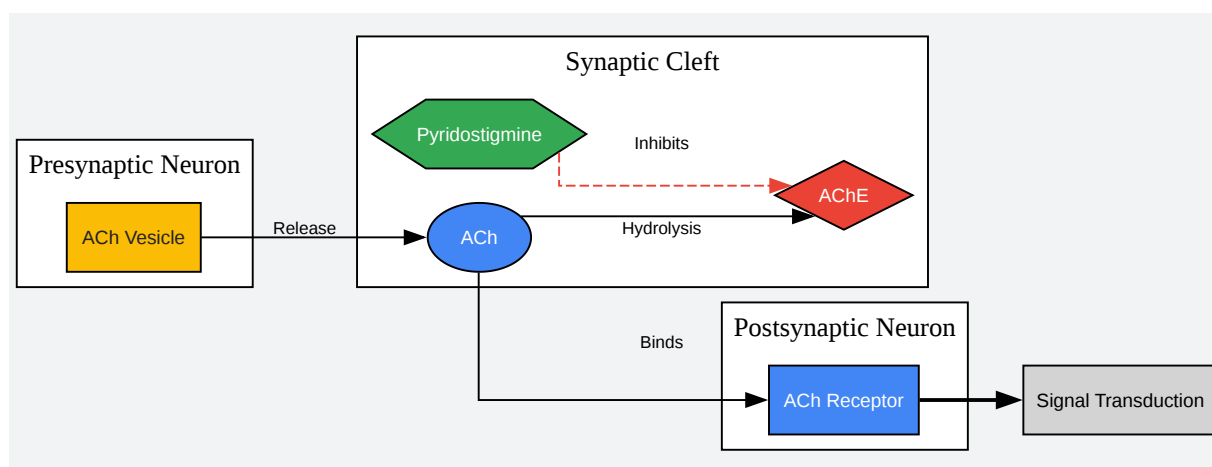 Synaptic Cleft
Pyridostigmine
Inhibits
Presynaptic Neuron
AChE
ACh Vesicle
Release
ACh
Hydrolysis
Postsynaptic Neuron
Binds
ACh Receptor
Signal Transduction